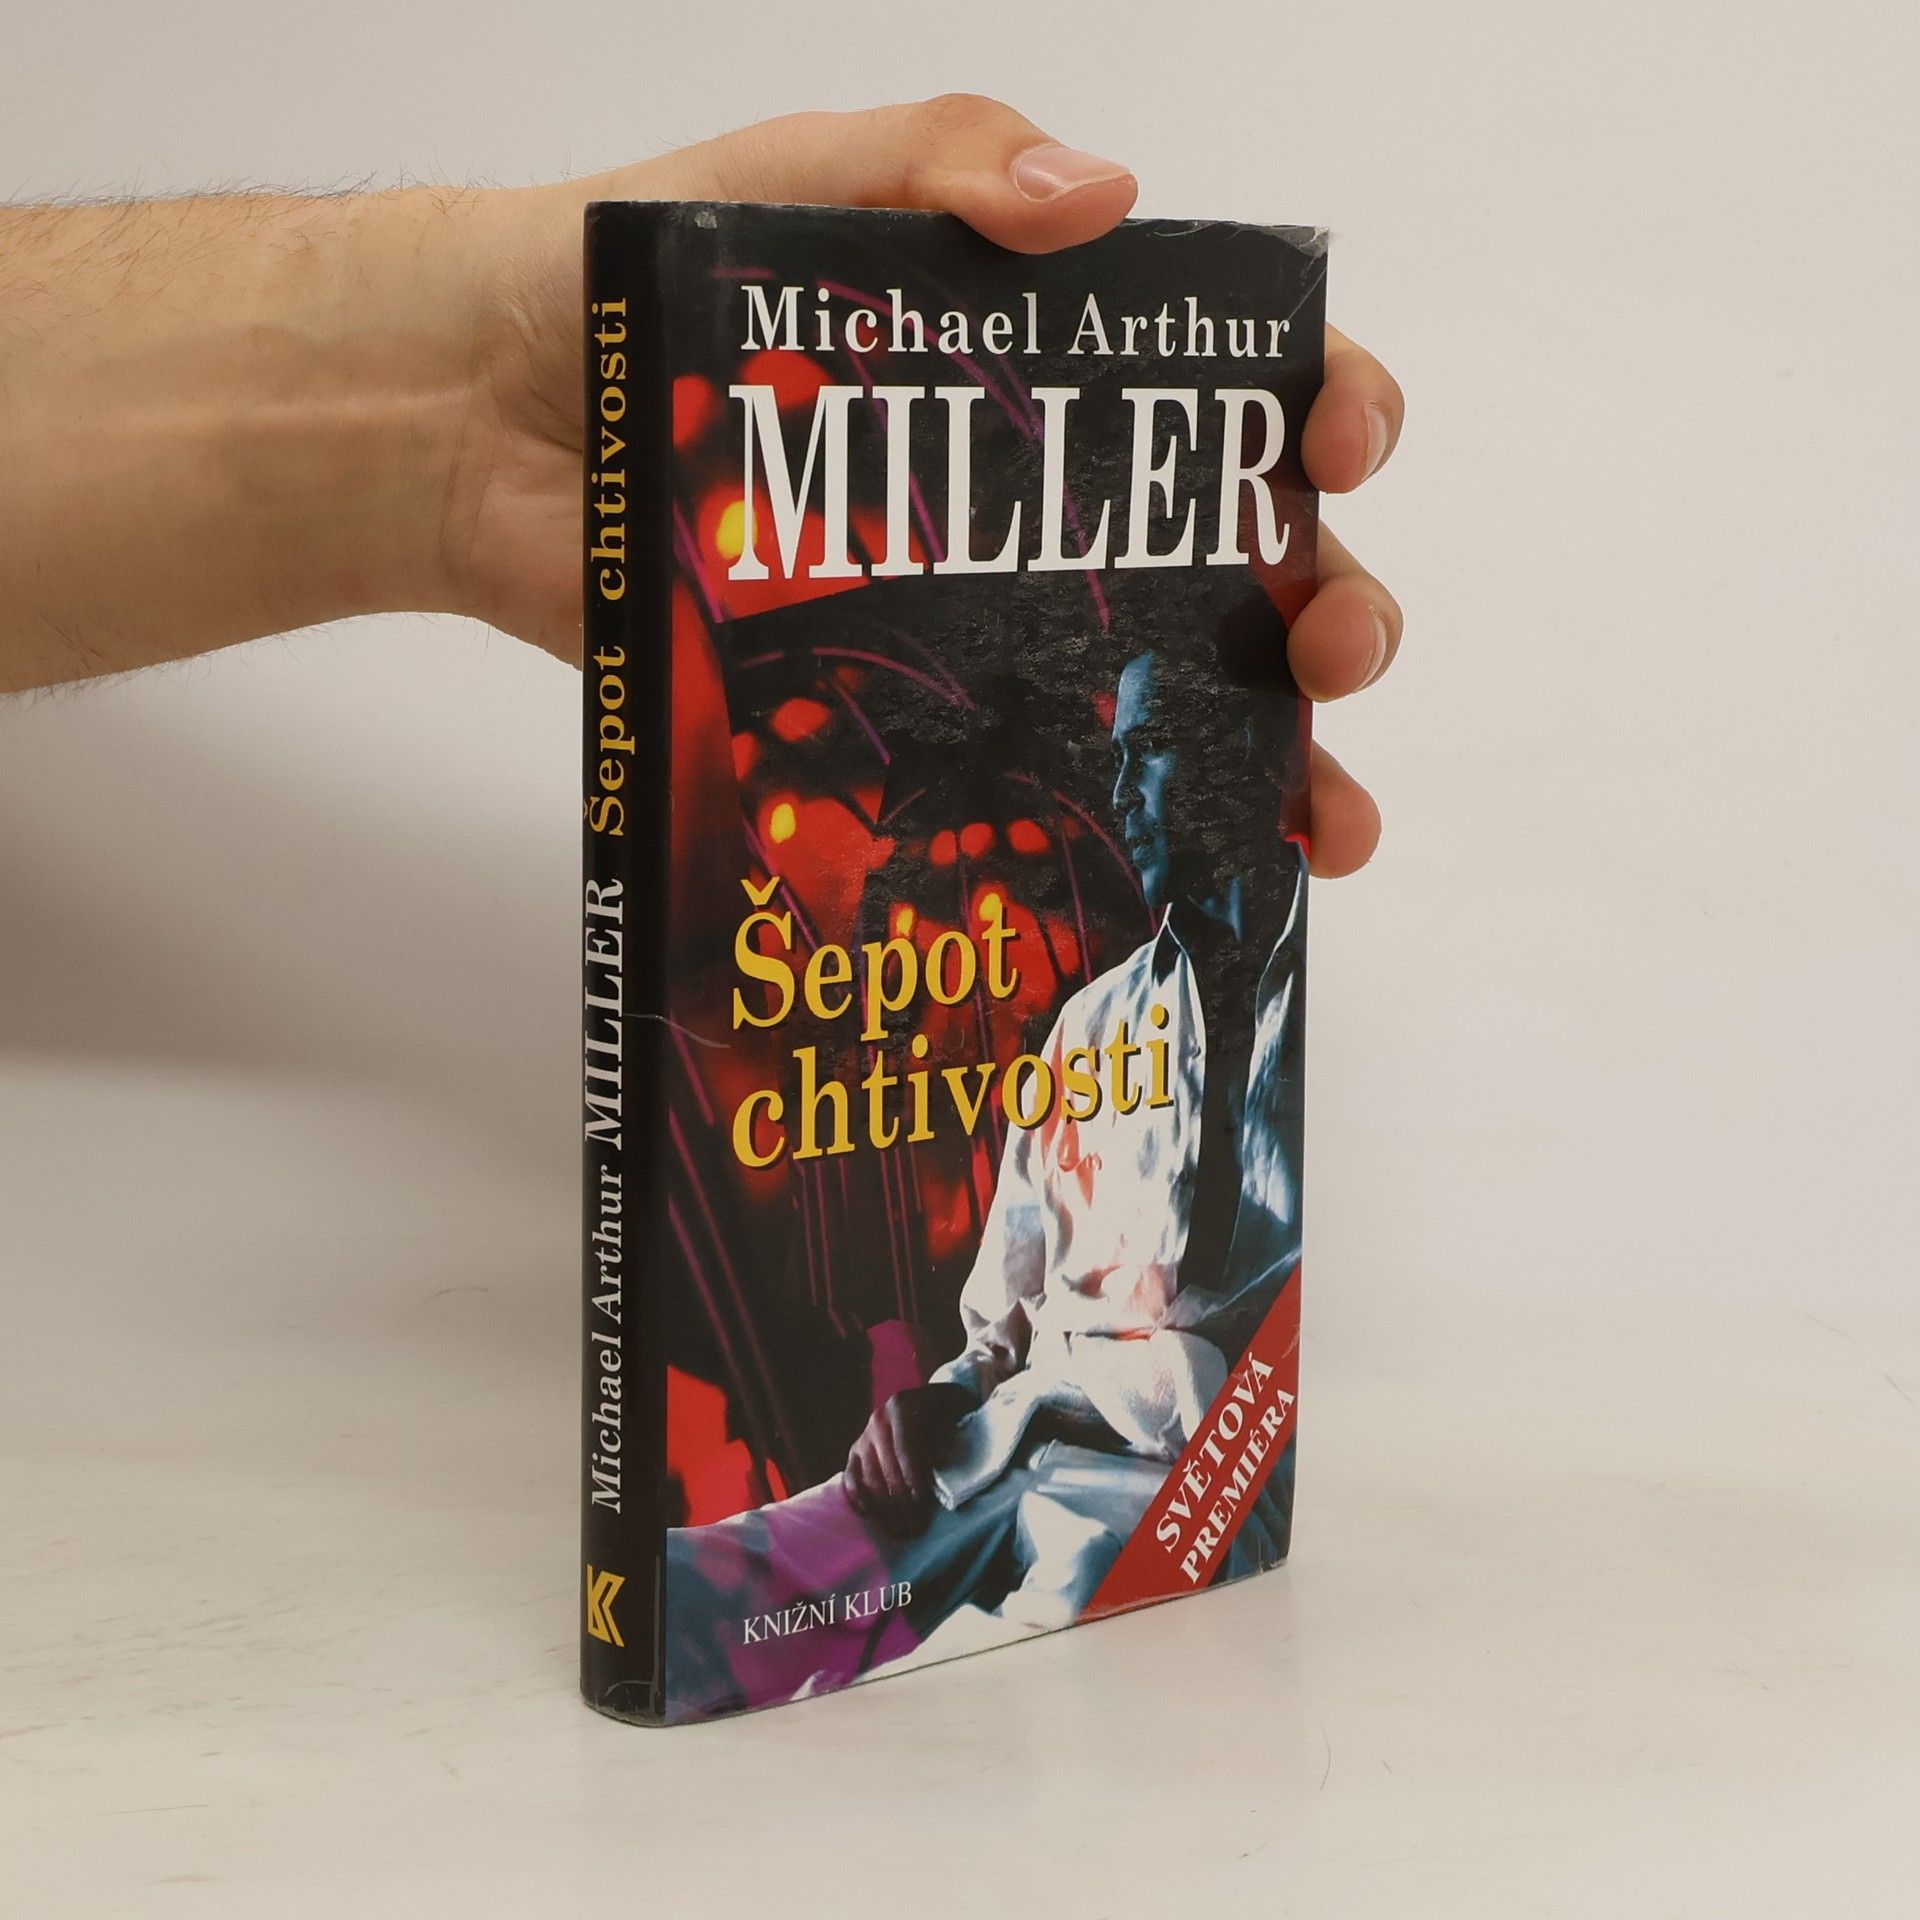 Michael Arthur MILLER Šepot chtivosti
Michael Arthur
MILLER
Šepot
chtivosti
SVĚTOVÁ
PREMIÉRA
KNIŽNÍ KLUB